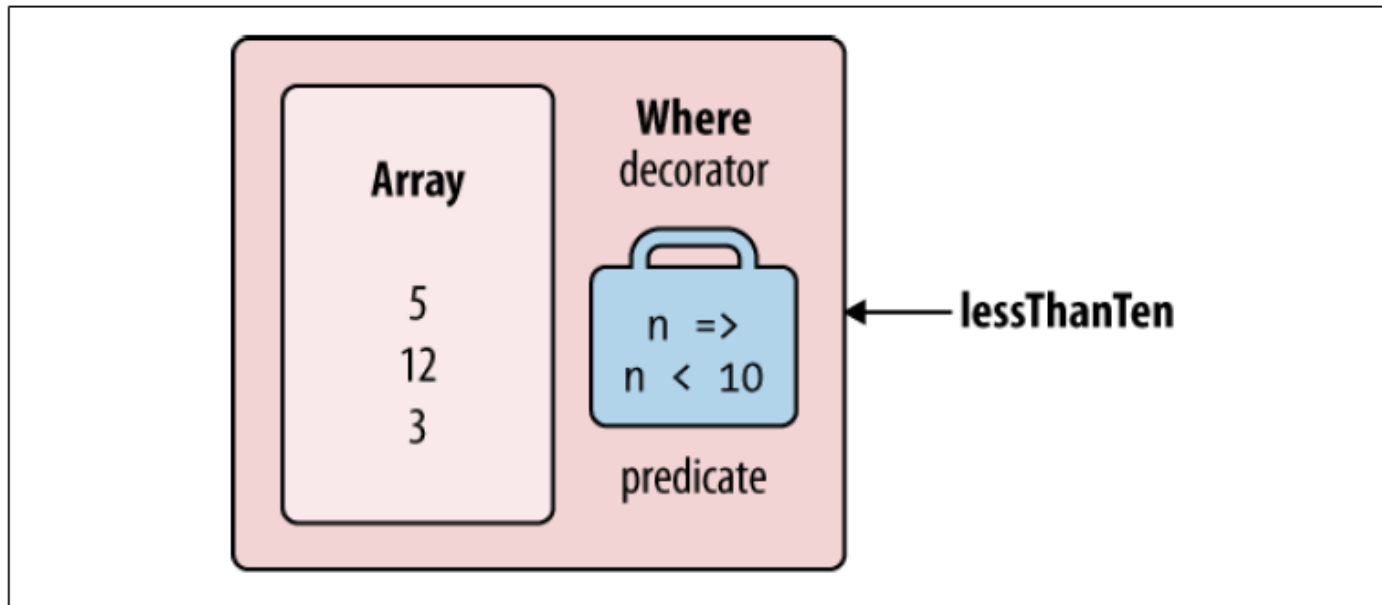 Array
5
12
3
Where
decorator
n =>
n < 10
predicate
lessThanTen